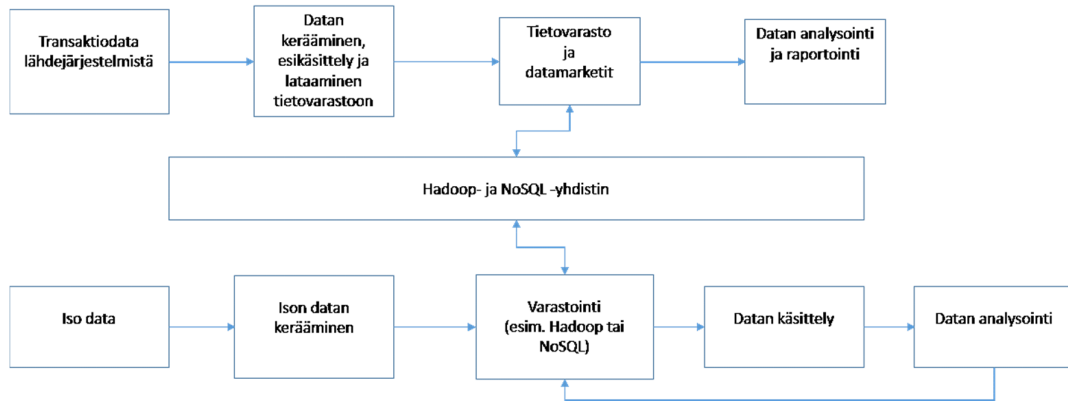 Transaktiodata
lähdejärjestelmistä
Datan
kerääminen,
esikäsittely ja
lataaminen
tietovarastoon
Tietovarasto
ja
datamarketit
Datan analysointi
ja raportointi
Hadoop- ja NoSQL -yhdistin
Iso data
Ison datan
kerääminen
Varastointi
(esim. Hadoop tai
NoSQL)
Datan käsittely
Datan analysointi